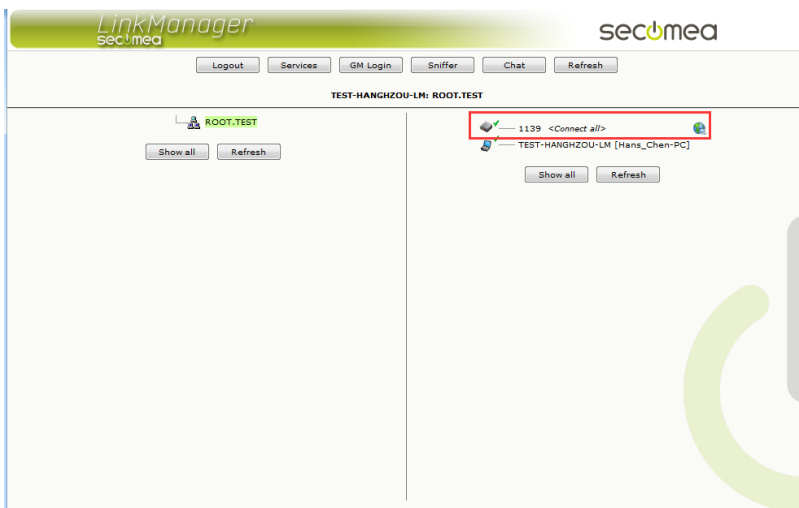 LinkManager
secomea
secomea
Logout Services GM Login Sniffer Chat Refresh
TEST-HANGHZOU-LM: ROOT.TEST
ROOT.TEST
Show all Refresh
1139 <Connect all>
TEST-HANGHZOU-LM [Hans_Chen-PC]
Show all Refresh